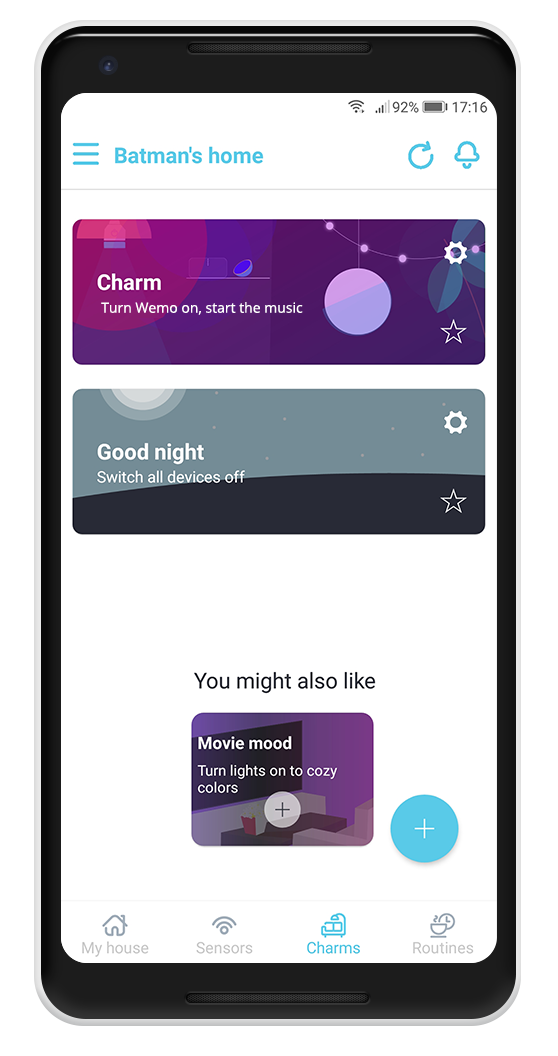 92% 17:16
Batman's home
Charm
Turn Wemo on, start the music
Good night
Switch all devices off
You might also like
Movie mood
Turn lights on to cozy
colors
My house Sensors Charms Routines